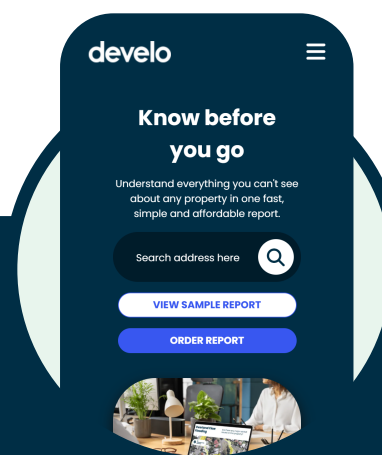 develo
Know before
you go
Understand everything you can't see
about any property in one fast,
simple and affordable report.
Search address here
VIEW SAMPLE REPORT
ORDER REPORT